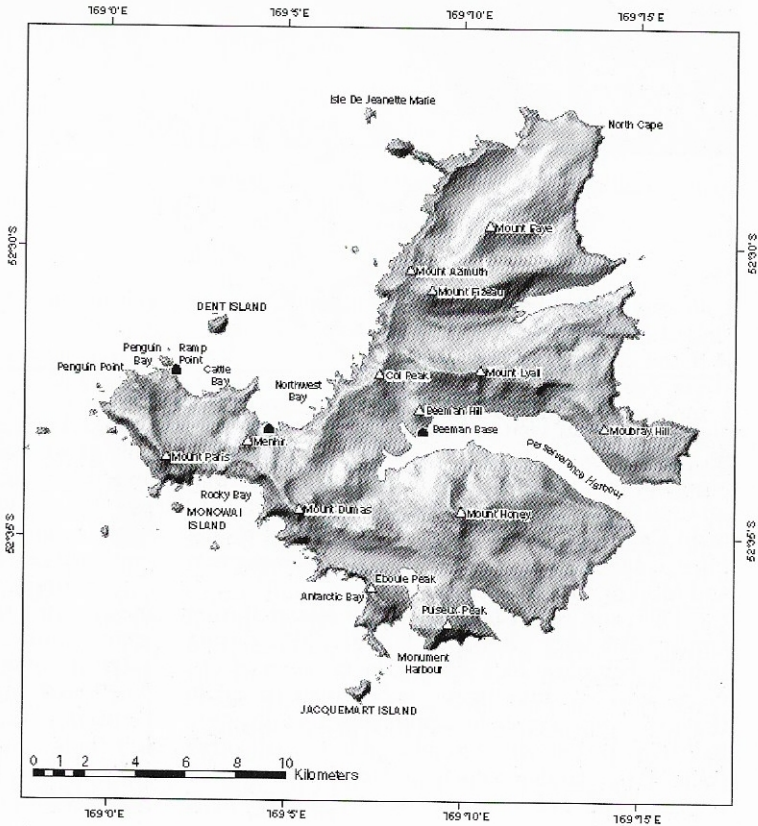 169°0'E
169°5'E
169°10'E
169°15'E
Isle De Jeanette Marie
North Cape
Mount Faye
52°30'S
52°30'S
Mount Azimuth
Mount Fizeau
DENT ISLAND
Penguin
Bay
Ramp
Point
Penguin Point
Cattle
Bay
Northwest
Bay
Col Peak
Mount Lyall
Beeman Hill
Beeman Base
Moubray Hill
Menhir
Mount Paris
Perserverence Harbour
Rocky Bay
MONOWAI
ISLAND
Mount Dumas
Mount Honey
52°35'S
52°35'S
Eboule Peak
Antarctic Bay
Puiseux Peak
Monument
Harbour
JACQUEMART ISLAND
0 1 2 4 6 8 10
Kilometers
169°0'E
169°5'E
169°10'E
169°15'E